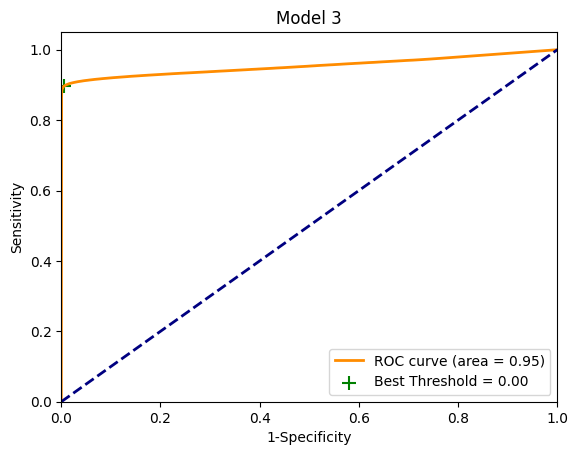 Model 3
1.0
0.8
0.6
0.4
0.2
0.0
Sensitivity
ROC curve (area = 0.95)
Best Threshold = 0.00
0.0 0.2 0.4 0.6 0.8 1.0
1-Specificity